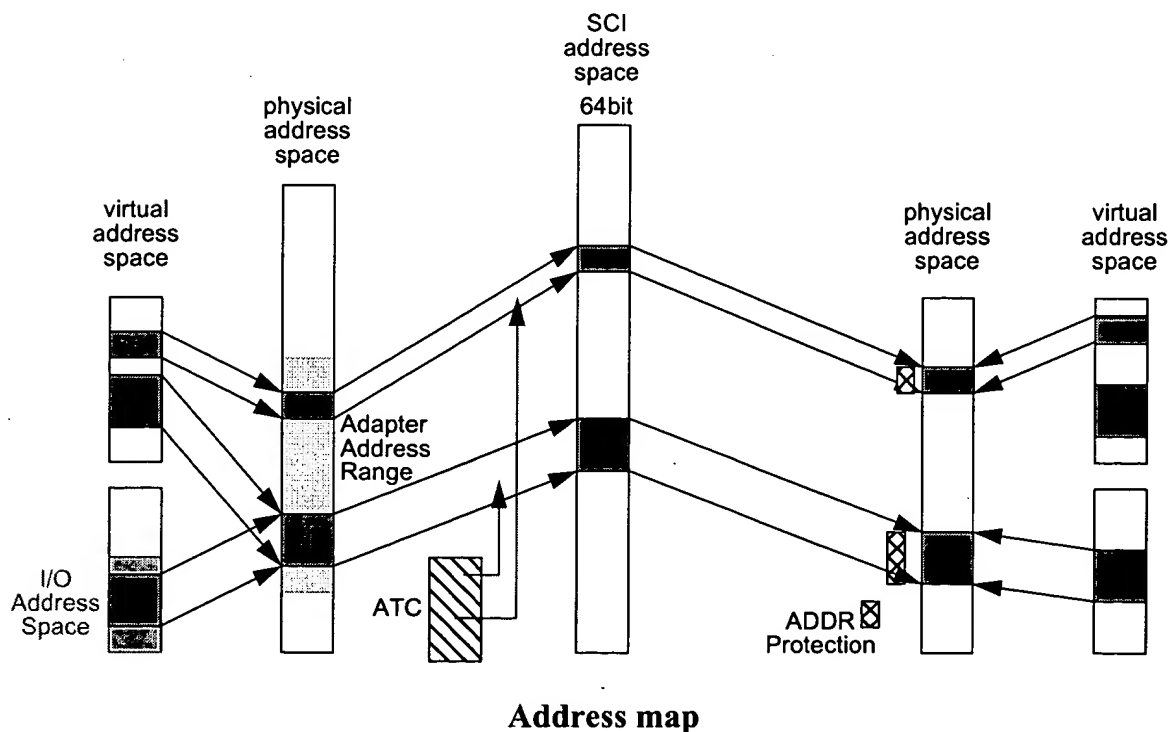 SCI
address
space
64bit
physical
address
space
virtual
address
space
physical
address
space
virtual
address
space
Adapter
Address
Range
I/O
Address
Space
ATC
ADDR
Protection
Address map